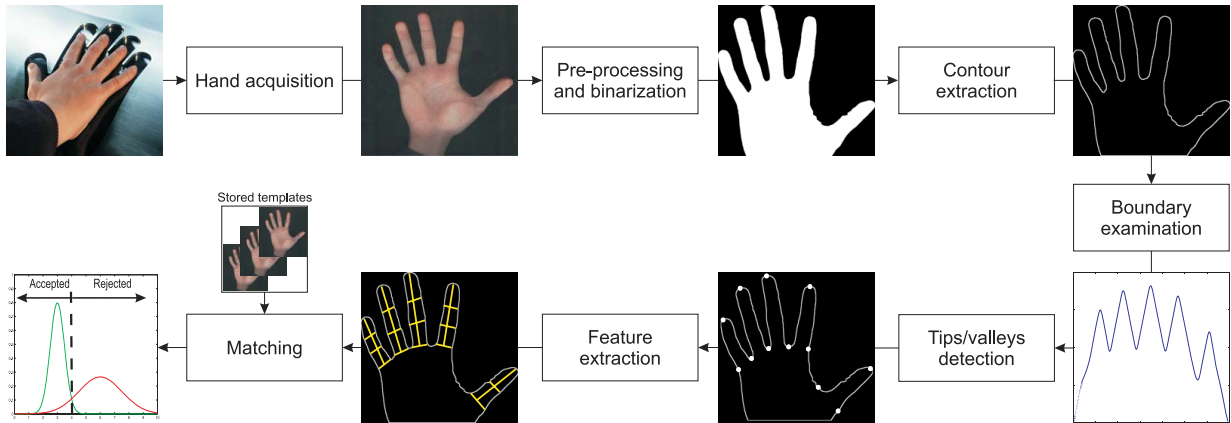 Hand acquisition
Pre-processing
and binarization
Contour
extraction
Boundary
examination
Tips/valleys
detection
Feature
extraction
Stored templates
Matching
Accepted
Rejected